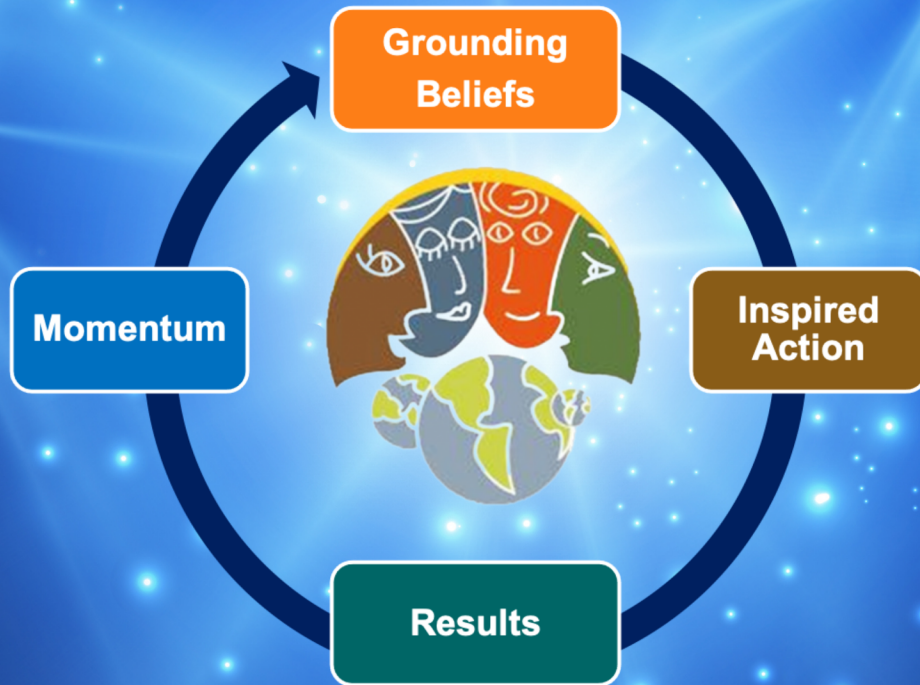 Grounding
Beliefs
Momentum
Inspired
Action
Results